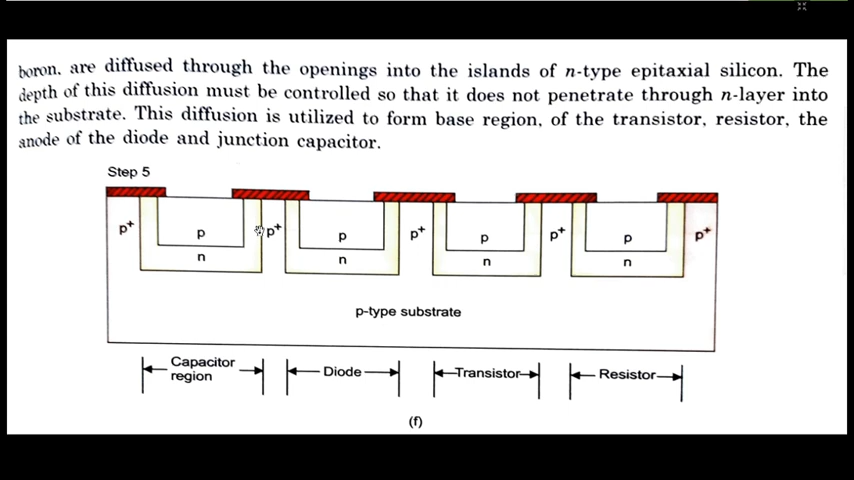 boron, are diffused through the openings into the islands of n-type epitaxial silicon. The
depth of this diffusion must be controlled so that it does not penetrate through n-layer into
the substrate. This diffusion is utilized to form base region, of the transistor, resistor, the
anode of the diode and junction capacitor.
Step 5
p+ p p+ p p+ p p+ p p+
n n n n
p-type substrate
Capacitor
region
Diode Transistor Resistor
(f)